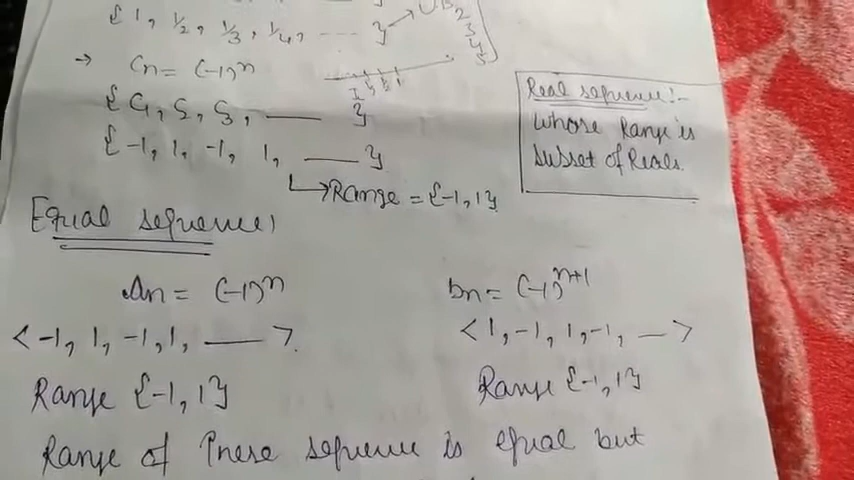 { 1, 1/2, 1/3, 1/4, ---- }
→ Cn = (-1)^n
{ C1, C2, C3, —— }
{ -1, 1, -1, 1, —— }
↳ Range = {-1, 1}
Real sequence:-
whose Range is
subset of Reals.
Equal sequence:
an = (-1)^n
bn = (-1)^n+1
< -1, 1, -1, 1, —— >
< 1, -1, 1, -1, — >
Range {-1, 1}
Range {-1, 1}
Range of these sequence is equal but